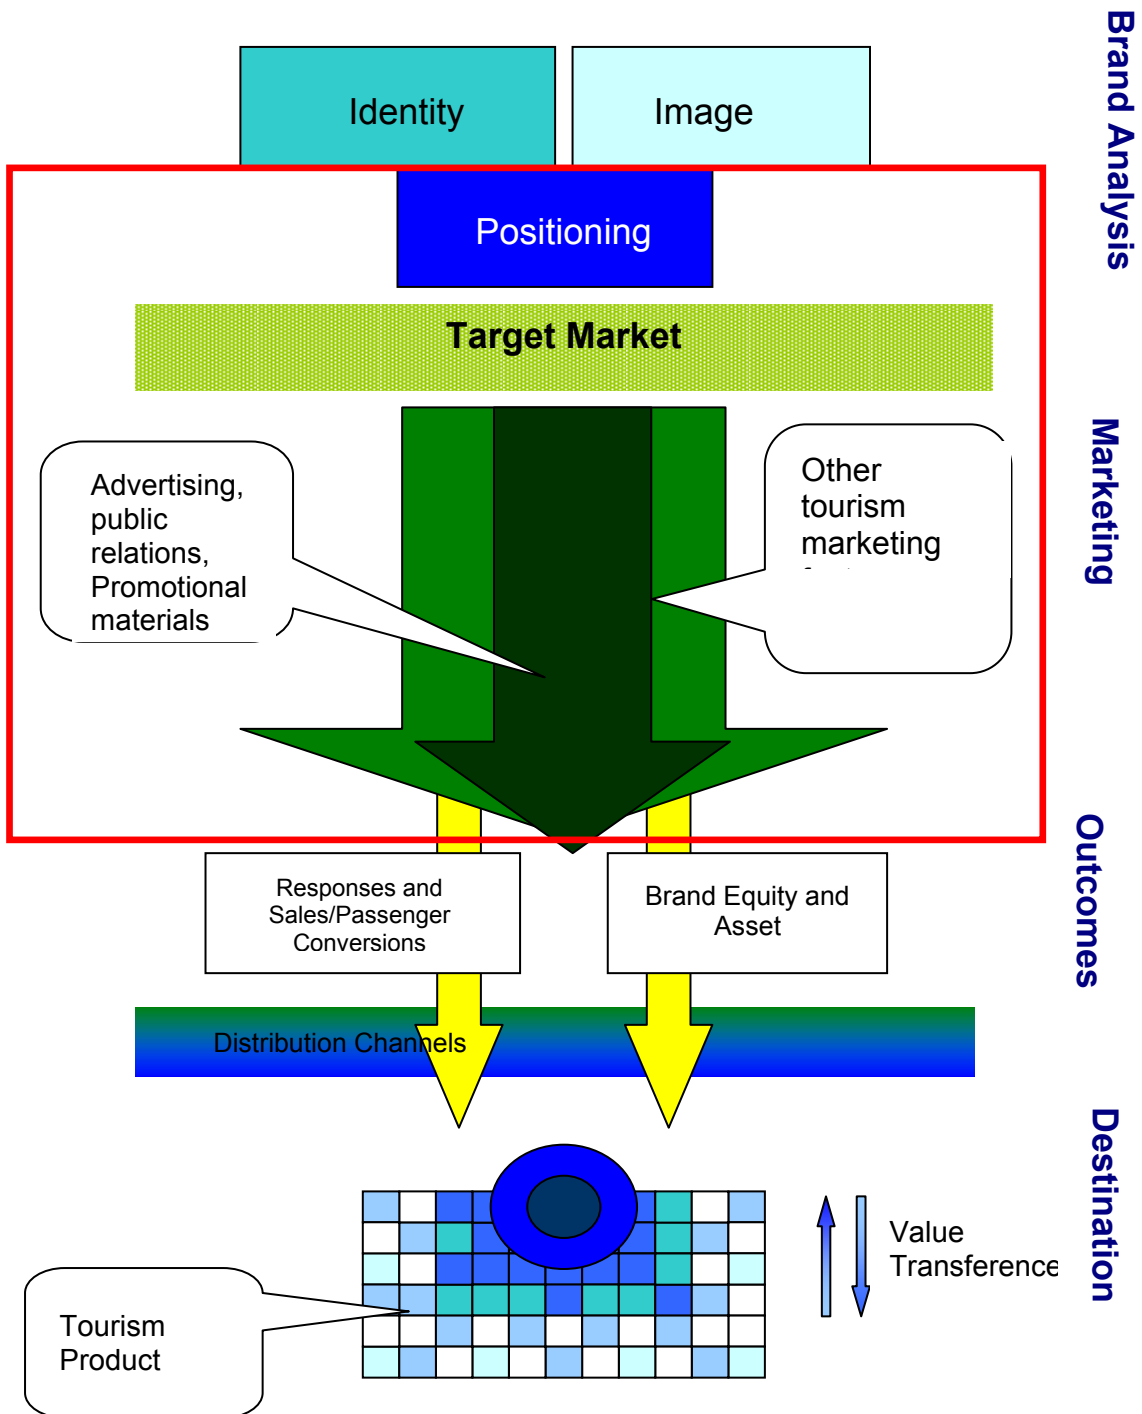 Brand Analysis
Identity
Image
Positioning
Target Market
Marketing
Advertising,
public
relations,
Promotional
materials
Other
tourism
marketing
Outcomes
Responses and
Sales/Passenger
Conversions
Brand Equity and
Asset
Distribution Channels
Destination
Value
Transference
Tourism
Product